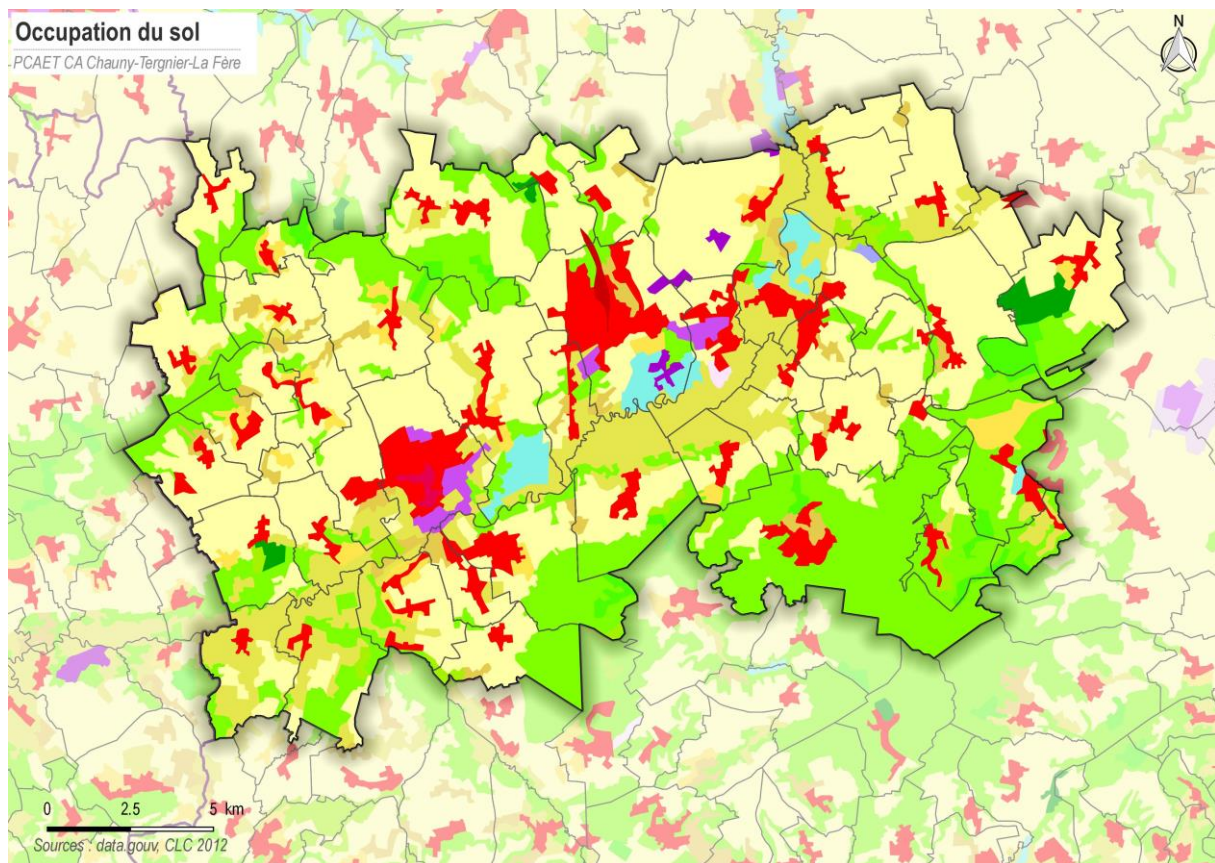 Occupation du sol
PCAET CA Chauny-Tergnier-La Fère
N
0 2.5 5 km
Sources : data.gouv, CLC 2012